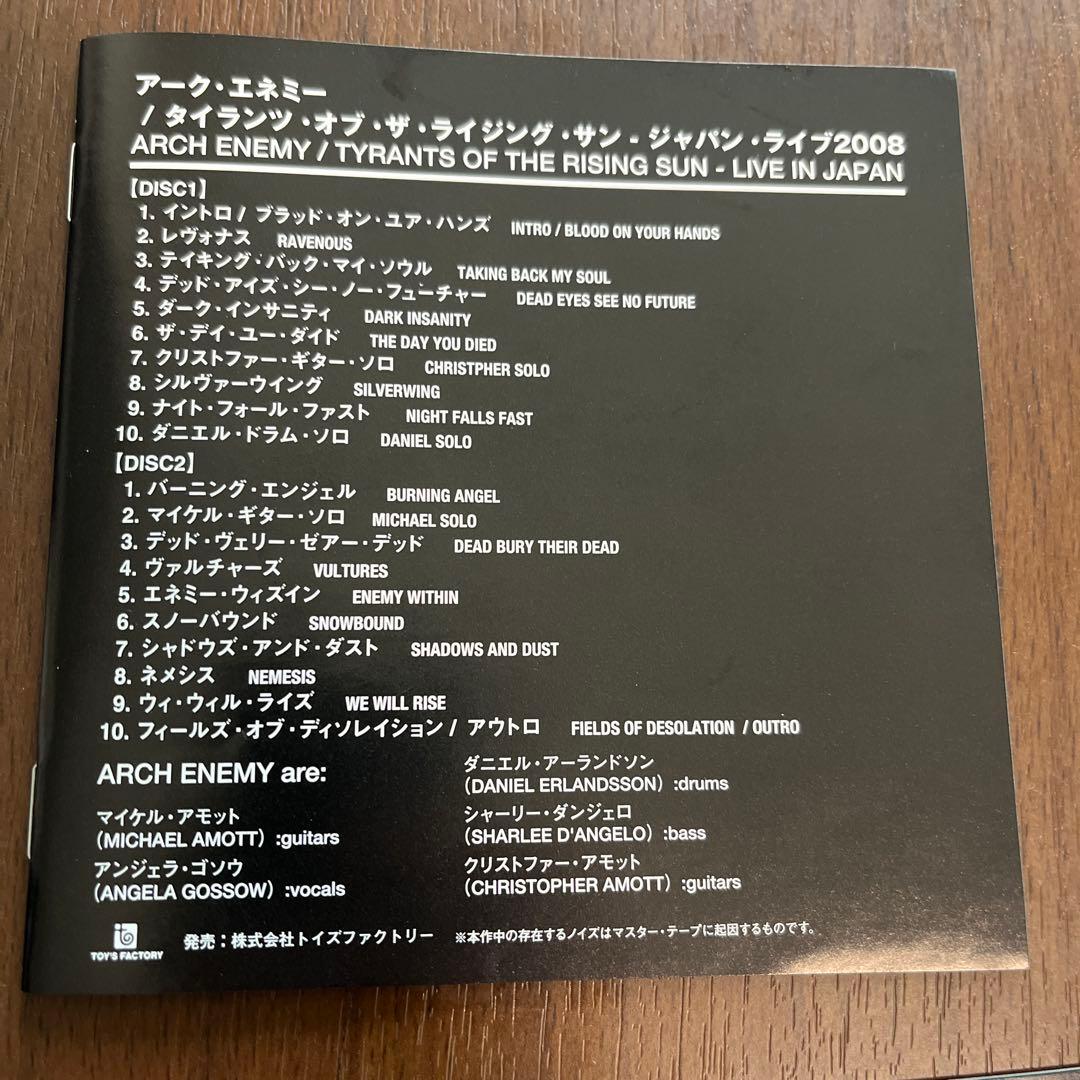 アーク・エネミー
/ タイランツ・オブ・ザ・ライジング・サン - ジャパン・ライブ2008
ARCH ENEMY / TYRANTS OF THE RISING SUN - LIVE IN JAPAN
【DISC1】
1. イントロ / ブラッド・オン・ユア・ハンズ INTRO / BLOOD ON YOUR HANDS
2. レヴォナス RAVENOUS
3. テイキング・バック・マイ・ソウル TAKING BACK MY SOUL
4. デッド・アイズ・シー・ノー・フューチャー DEAD EYES SEE NO FUTURE
5. ダーク・インサニティ DARK INSANITY
6. ザ・デイ・ユー・ダイド THE DAY YOU DIED
7. クリストファー・ギター・ソロ CHRISTPHER SOLO
8. シルヴァーウイング SILVERWING
9. ナイト・フォール・ファスト NIGHT FALLS FAST
10. ダニエル・ドラム・ソロ DANIEL SOLO
【DISC2】
1. バーニング・エンジェル BURNING ANGEL
2. マイケル・ギター・ソロ MICHAEL SOLO
3. デッド・ヴェリー・ゼアー・デッド DEAD BURY THEIR DEAD
4. ヴァルチャーズ VULTURES
5. エネミー・ウィズイン ENEMY WITHIN
6. スノーバウンド SNOWBOUND
7. シャドウズ・アンド・ダスト SHADOWS AND DUST
8. ネメシス NEMESIS
9. ウィ・ウィル・ライズ WE WILL RISE
10. フィールズ・オブ・ディソレイション / アウトロ FIELDS OF DESOLATION / OUTRO
ARCH ENEMY are:
マイケル・アモット
(MICHAEL AMOTT) :guitars
アンジェラ・ゴソウ
(ANGELA GOSSOW) :vocals
ダニエル・アーランドソン
(DANIEL ERLANDSSON) :drums
シャーリー・ダンジェロ
(SHARLEE D'ANGELO) :bass
クリストファー・アモット
(CHRISTOPHER AMOTT) :guitars
TOY'S FACTORY
発売：株式会社トイズファクトリー ※本作中の存在するノイズはマスター・テープに起因するものです。